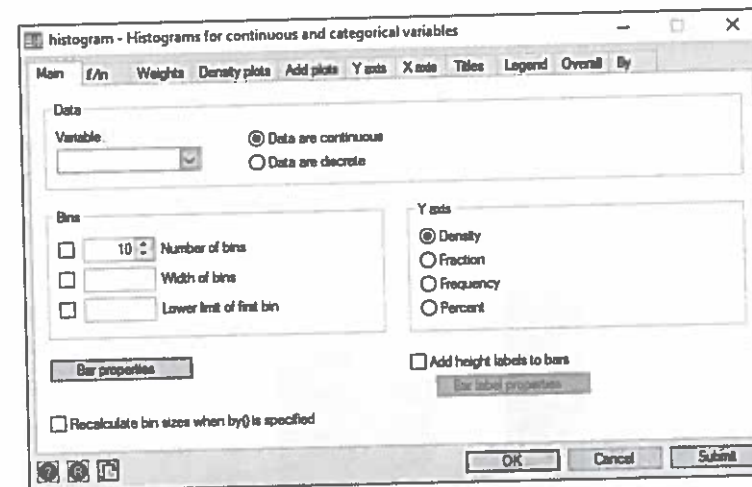 histogram - Histograms for continuous and categorical variables
Main if/in Weights Density plots Add plots Y axis X axis Titles Legend Overall By
Data
Variable
Data are continuous
Data are discrete
Bins
10 Number of bins
Width of bins
Lower limit of first bin
Y axis
Density
Fraction
Frequency
Percent
Bar properties
Add height labels to bars
Bar label properties
Recalculate bin sizes when by() is specified
? R
OK Cancel Submit